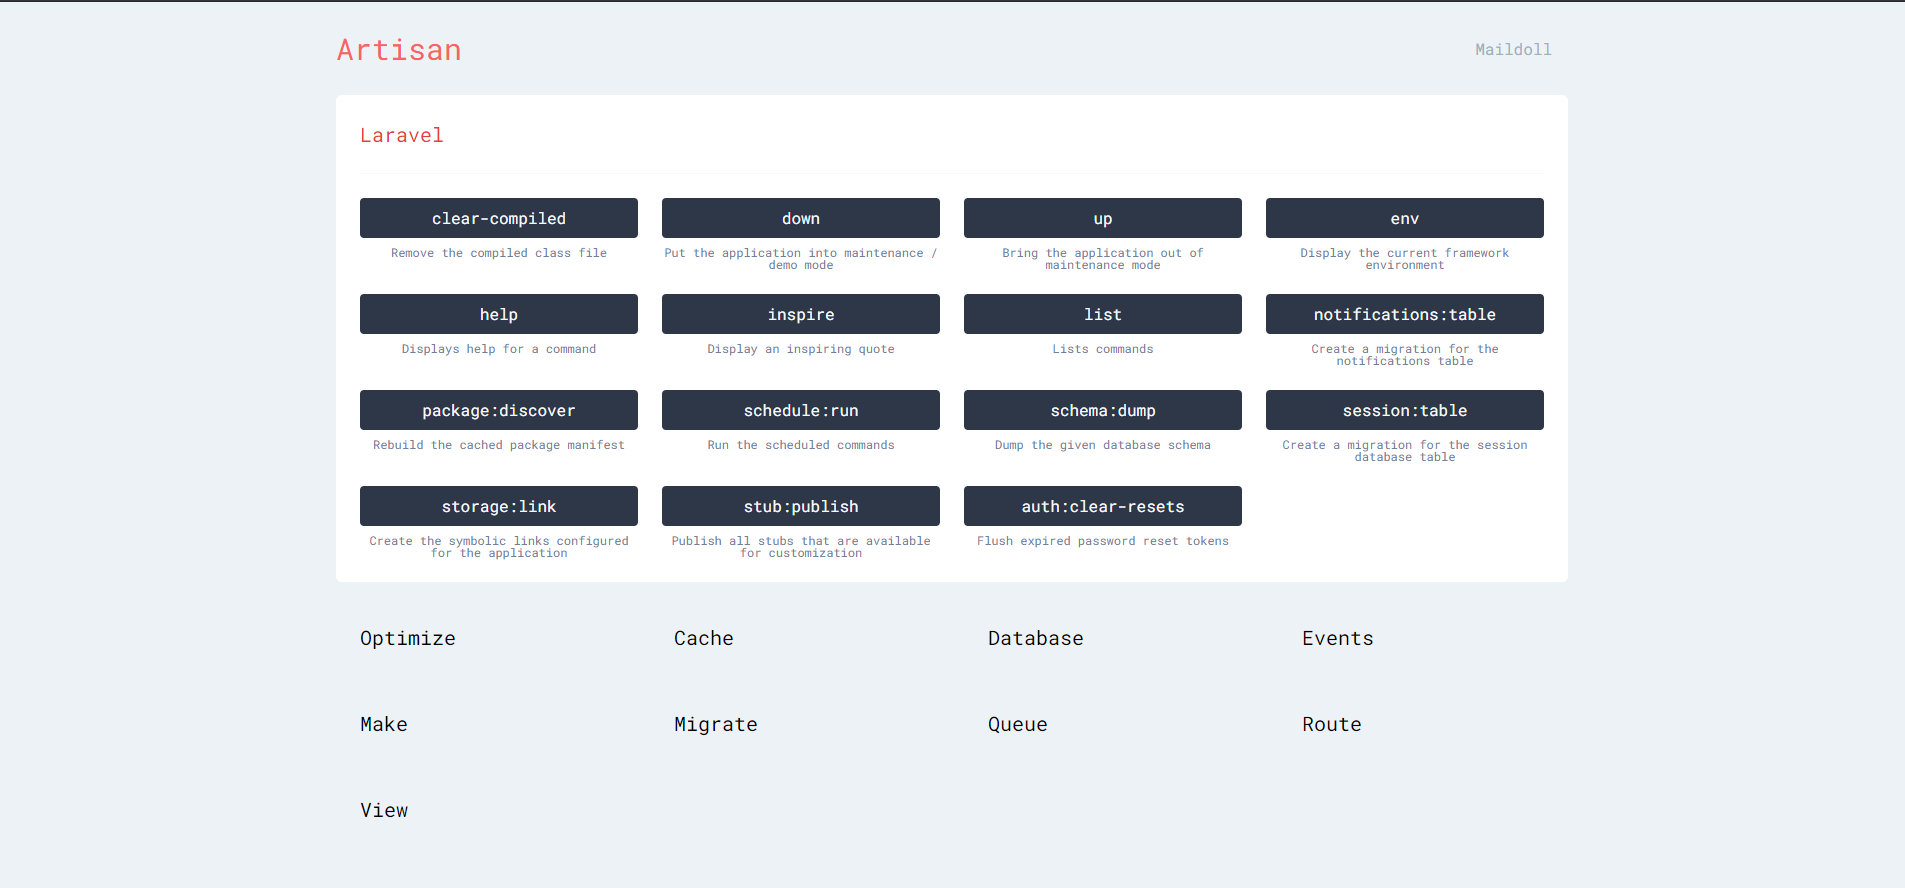 Artisan
Maildoll
Laravel
clear-compiled
Remove the compiled class file
down
Put the application into maintenance /
demo mode
up
Bring the application out of
maintenance mode
env
Display the current framework
environment
help
Displays help for a command
inspire
Display an inspiring quote
list
Lists commands
notifications:table
Create a migration for the
notifications table
package:discover
Rebuild the cached package manifest
schedule:run
Run the scheduled commands
schema:dump
Dump the given database schema
session:table
Create a migration for the session
database table
storage:link
Create the symbolic links configured
for the application
stub:publish
Publish all stubs that are available
for customization
auth:clear-resets
Flush expired password reset tokens
Optimize
Cache
Database
Events
Make
Migrate
Queue
Route
View